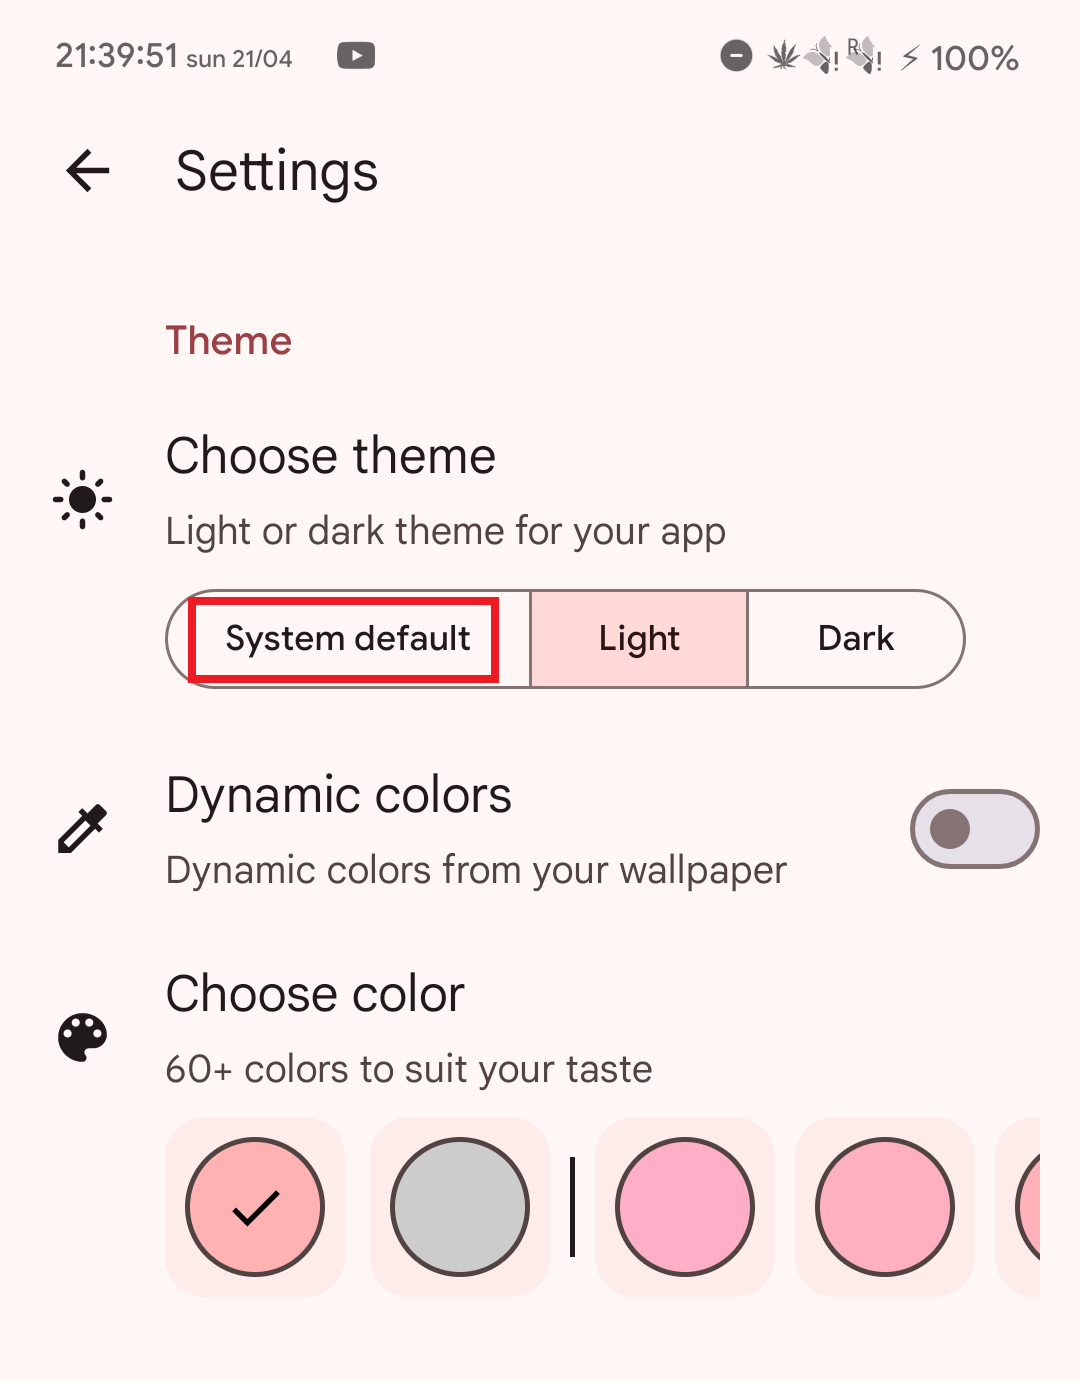 21:39:51 sun 21/04
R 100%
Settings
Theme
Choose theme
Light or dark theme for your app
System default Light Dark
Dynamic colors
Dynamic colors from your wallpaper
Choose color
60+ colors to suit your taste